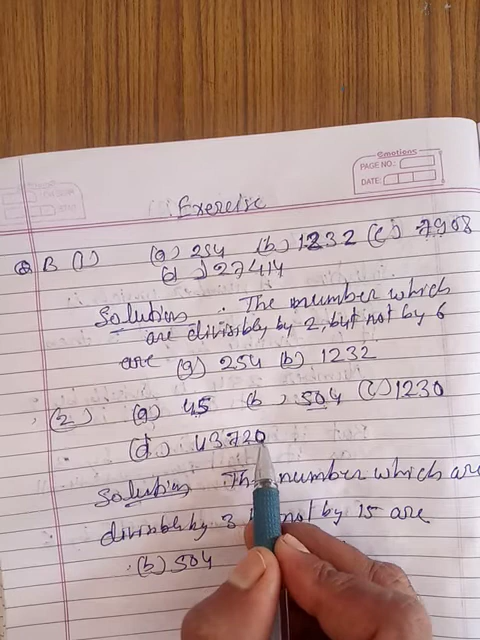 Smotions
PAGE NO.:
DATE:
Exercise
B (1) (a) 254 (b) 1232 (c) 7908
(d) 27414
Solution. The number which
are divisibly by 2, but not by 6
are (a) 254 (b) 1232
(2) (a) 45 (b, 504 (c) 1230
(d) 43720
Solution The number which are
divisible by 3 not by 15 are
(b) 504